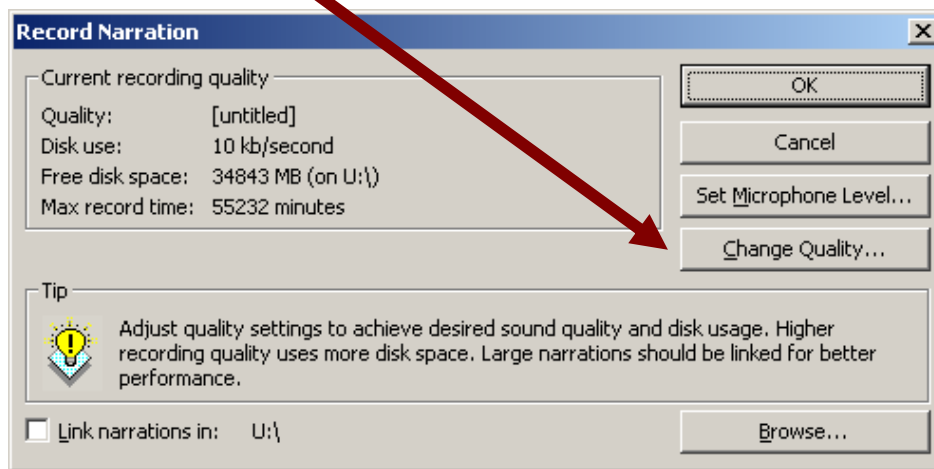 Record Narration
Current recording quality
Quality: [untitled]
Disk use: 10 kb/second
Free disk space: 34843 MB (on U:\)
Max record time: 55232 minutes
OK
Cancel
Set Microphone Level...
Change Quality...
Tip
Adjust quality settings to achieve desired sound quality and disk usage. Higher
recording quality uses more disk space. Large narrations should be linked for better
performance.
Link narrations in: U:\
Browse...